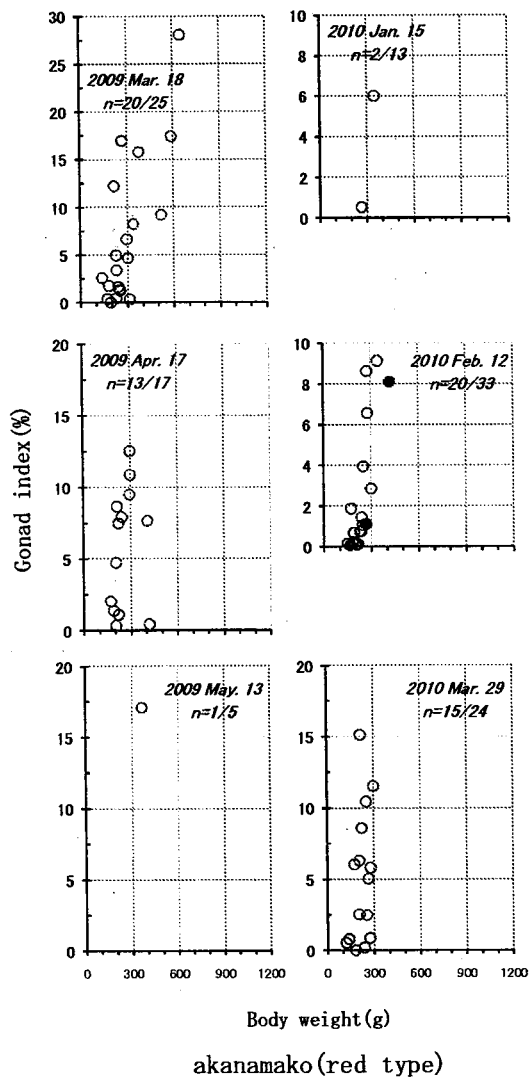 30
25
20
15
10
5
0
2009 Mar. 18
n=20/25
10
8
6
4
2
0
2010 Jan. 15
n=2/13
20
15
10
5
0
2009 Apr. 17
n=13/17
10
8
6
4
2
0
2010 Feb. 12
n=20/33
Gonad index(%)
20
15
10
5
0
2009 May. 13
n=1/5
0 300 600 900 1200
20
15
10
5
0
2010 Mar. 29
n=15/24
0 300 600 900 1200
Body weight(g)
akanamako(red type)